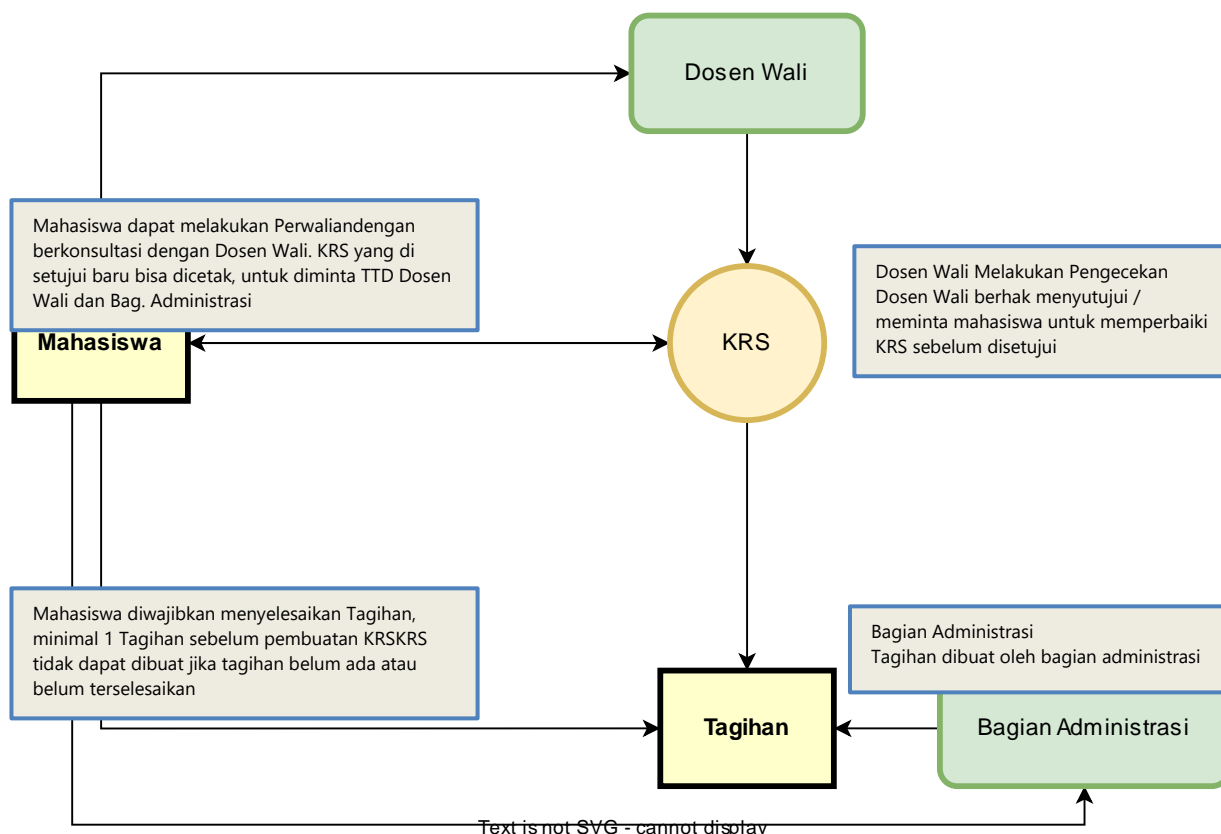 Dosen Wali
Mahasiswa dapat melakukan Perwaliandengan
berkonsultasi dengan Dosen Wali. KRS yang di
setujui baru bisa dicetak, untuk diminta TTD Dosen
Wali dan Bag. Administrasi
Dosen Wali Melakukan Pengecekan
Dosen Wali berhak menyutujui /
meminta mahasiswa untuk memperbaiki
KRS sebelum disetujui
Mahasiswa
KRS
Mahasiswa diwajibkan menyelesaikan Tagihan,
minimal 1 Tagihan sebelum pembuatan KRSKRS
tidak dapat dibuat jika tagihan belum ada atau
belum terselesaikan
Bagian Administrasi
Tagihan dibuat oleh bagian administrasi
Tagihan
Bagian Administrasi
Text is not SVG - cannot display